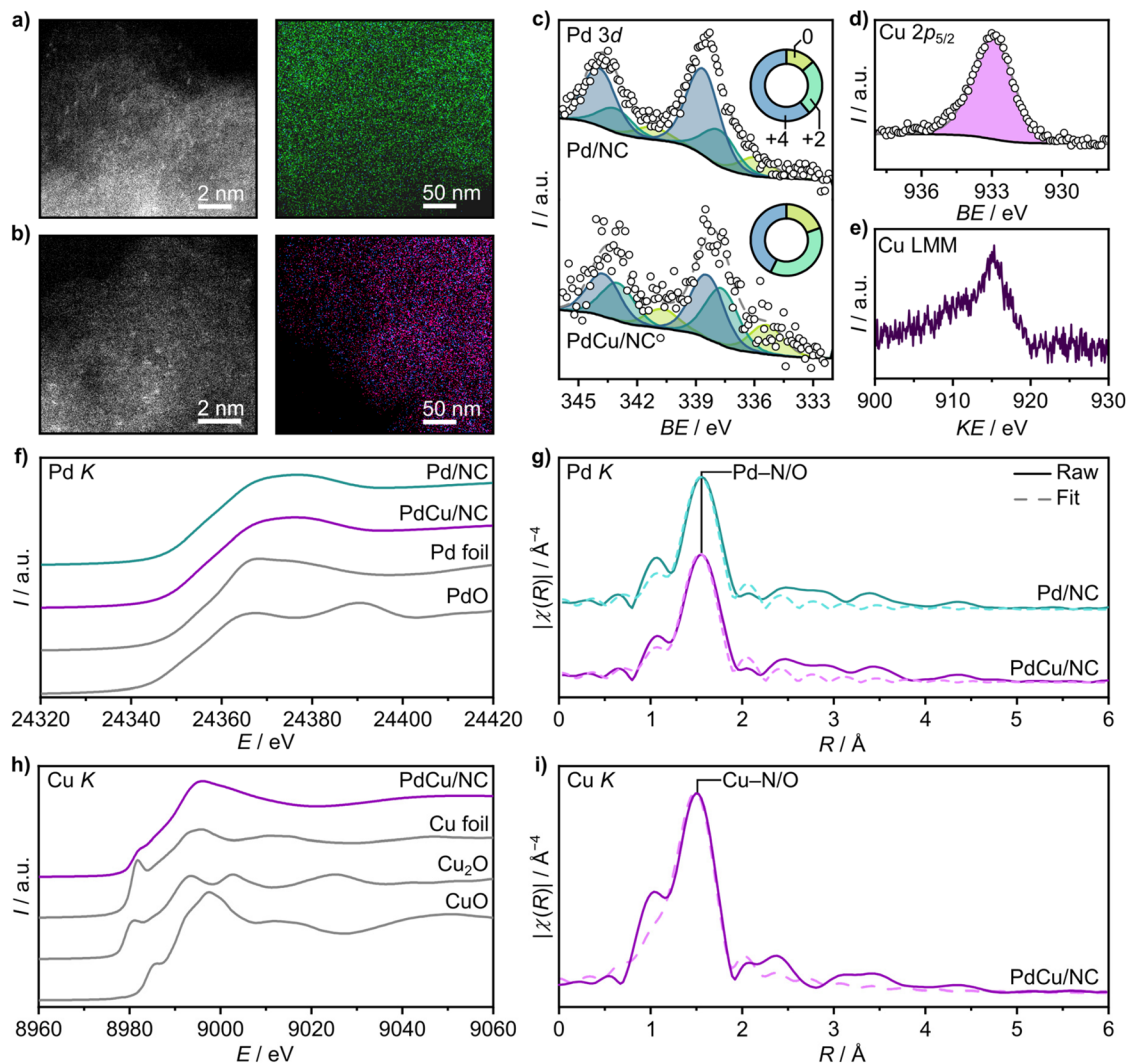 a)
2 nm
50 nm
b)
2 nm
50 nm
c)
Pd 3d
0
+4
+2
Pd/NC
PdCu/NC
I / a.u.
345 342 339 336 333
BE / eV
d)
Cu 2p5/2
I / a.u.
936 933 930
BE / eV
e)
Cu LMM
I / a.u.
900 910 920 930
KE / eV
f)
Pd K
Pd/NC
PdCu/NC
Pd foil
PdO
I / a.u.
24320 24340 24360 24380 24400 24420
E / eV
g)
Pd K
Pd–N/O
Raw
Fit
Pd/NC
PdCu/NC
|χ(R)| / Å⁻⁴
0 1 2 3 4 5 6
R / Å
h)
Cu K
PdCu/NC
Cu foil
Cu₂O
CuO
I / a.u.
8960 8980 9000 9020 9040 9060
E / eV
i)
Cu K
Cu–N/O
PdCu/NC
|χ(R)| / Å⁻⁴
0 1 2 3 4 5 6
R / Å